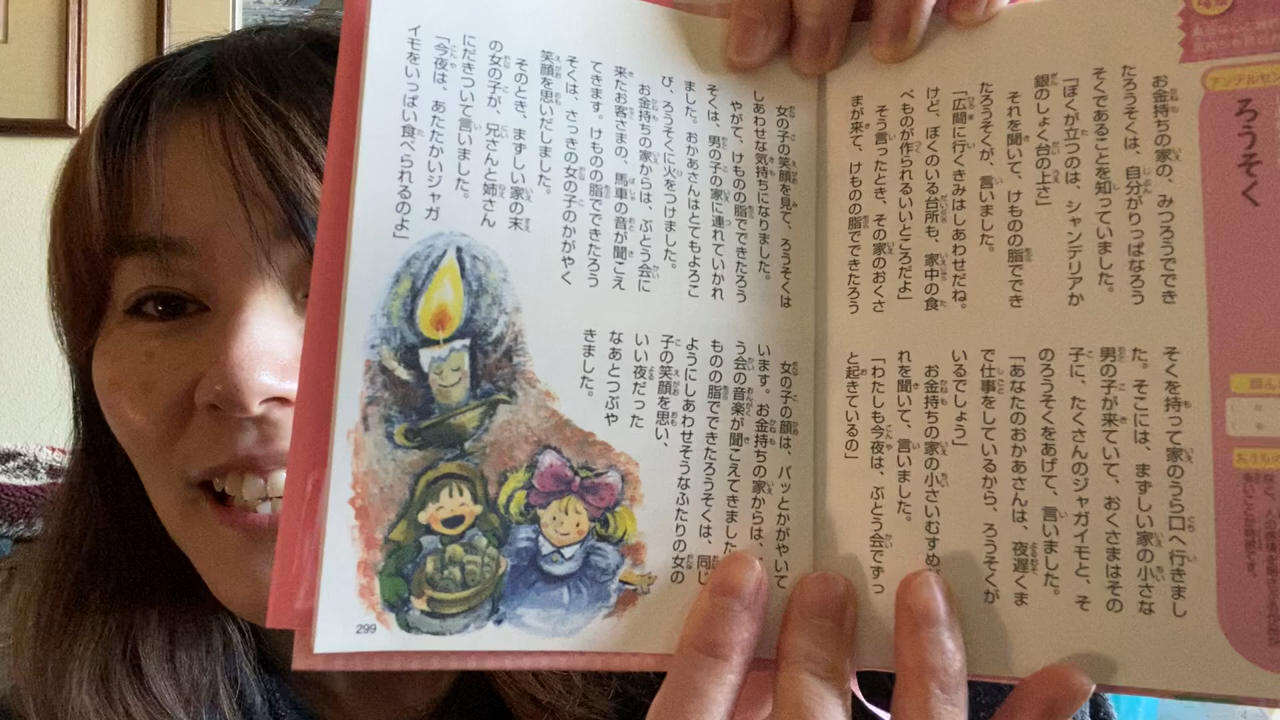 アンデルセン
ろうそく
お金持ちの家の、みつろうででき
たろうそくは、自分がりっぱなろう
そくであることを知っていました。
「ぼくが立つのは、シャンデリアか
銀のしょく台の上さ」
それを聞いて、けものの脂ででき
たろうそくが、言いました。
「広間に行くきみはしあわせだね。
けど、ぼくのいる台所も、家中の食
べものが作られるいいところだよ」
そう言ったとき、その家のおくさ
まが来て、けものの脂でできたろう
そくを持って家のうら口へ行きまし
た。そこには、まずしい家の小さな
男の子が来ていて、おくさまはその
子に、たくさんのジャガイモと、そ
のろうそくをあげて、言いました。
「あなたのおかあさんは、夜遅くま
で仕事をしているから、ろうそくが
いるでしょう」
お金持ちの家の小さいむすめ
れを聞いて、言いました。
「わたしも今夜は、ぶとう会でずっ
と起きているの」
女の子の笑顔を見て、ろうそくは
しあわせな気持ちになりました。
やがて、けものの脂でできたろう
そくは、男の子の家に連れていかれ
ました。おかあさんはとてもよろこ
び、ろうそくに火をつけました。
お金持ちの家からは、ぶとう会に
来たお客さまの、馬車の音が聞こえ
てきます。けものの脂でできたろう
そくは、さっきの女の子のかがやく
笑顔を思いだしました。
そのとき、まずしい家の末
の女の子が、兄さんと姉さん
にだきついて言いました。
「今夜は、あたたかいジャガ
イモをいっぱい食べられるのよ」
女の子の顔は、パッとかがやいて
います。お金持ちの家からは、
う会の音楽が聞こえてきました
ものの脂でできたろうそくは、同じ
ようにしあわせそうなふたりの女の
子の笑顔を思い、
いい夜だった
なあとつぶや
きました。
299